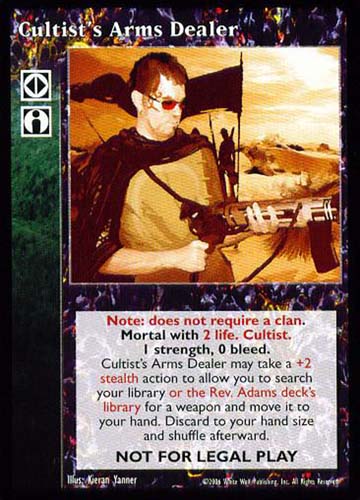 Cultist's Arms Dealer
Note: does not require a clan.
Mortal with 2 life. Cultist.
1 strength, 0 bleed.
Cultist's Arms Dealer may take a +2
stealth action to allow you to search
your library or the Rev. Adams deck's
library for a weapon and move it to
your hand. Discard to your hand size
and shuffle afterward.
NOT FOR LEGAL PLAY
Illus: Kieran Yanner
©2006 White Wolf Publishing, Inc. All Rights Reserved